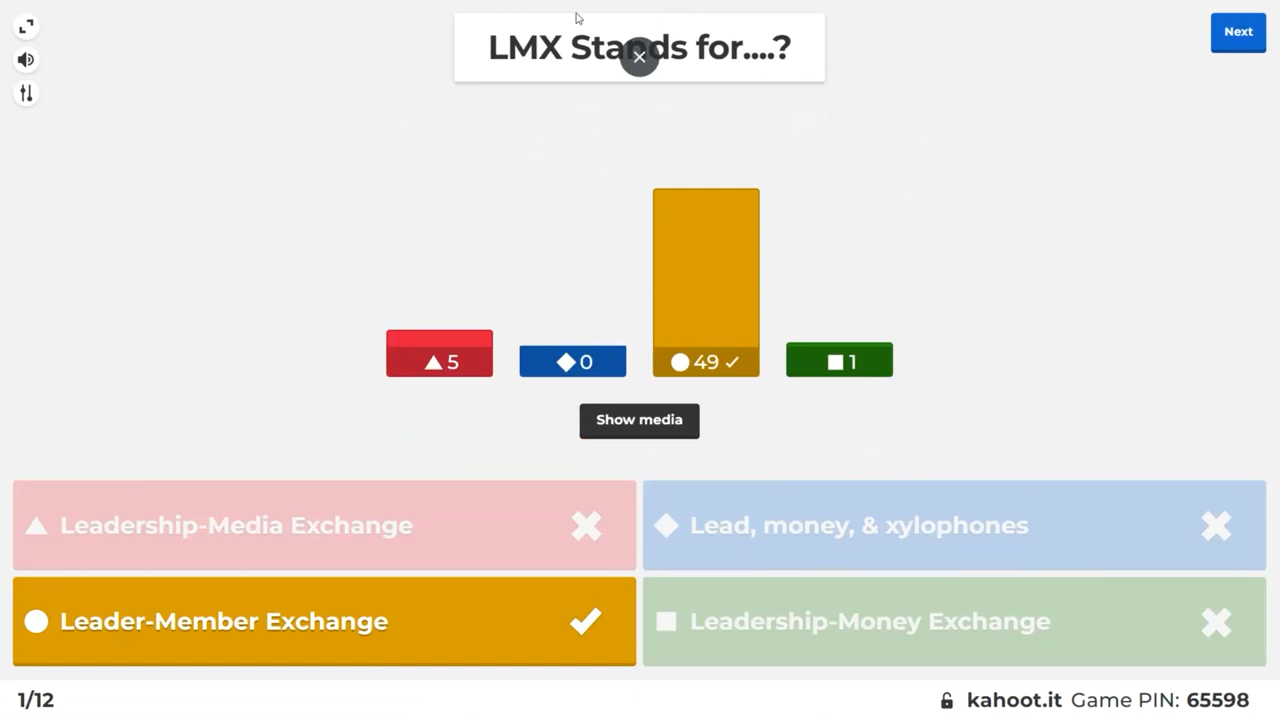 LMX Stands for....?
Next
5
0
49
1
Show media
Leadership-Media Exchange
Lead, money, & xylophones
Leader-Member Exchange
Leadership-Money Exchange
1/12
kahoot.it Game PIN: 65598